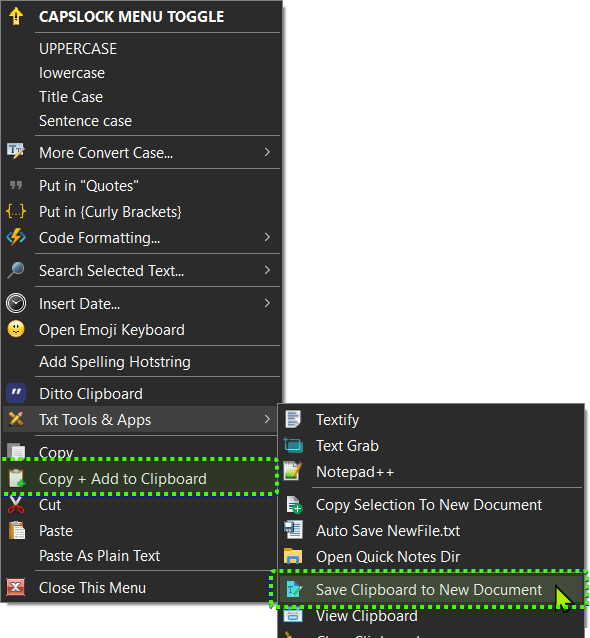 CAPSLOCK MENU TOGGLE
UPPERCASE
lowercase
Title Case
Sentence case
More Convert Case...
Put in "Quotes"
Put in {Curly Brackets}
Code Formatting...
Search Selected Text...
Insert Date...
Open Emoji Keyboard
Add Spelling Hotstring
Ditto Clipboard
Txt Tools & Apps
Copy
Copy + Add to Clipboard
Cut
Paste
Paste As Plain Text
Close This Menu
Textify
Text Grab
Notepad++
Copy Selection To New Document
Auto Save NewFile.txt
Open Quick Notes Dir
Save Clipboard to New Document
View Clipboard